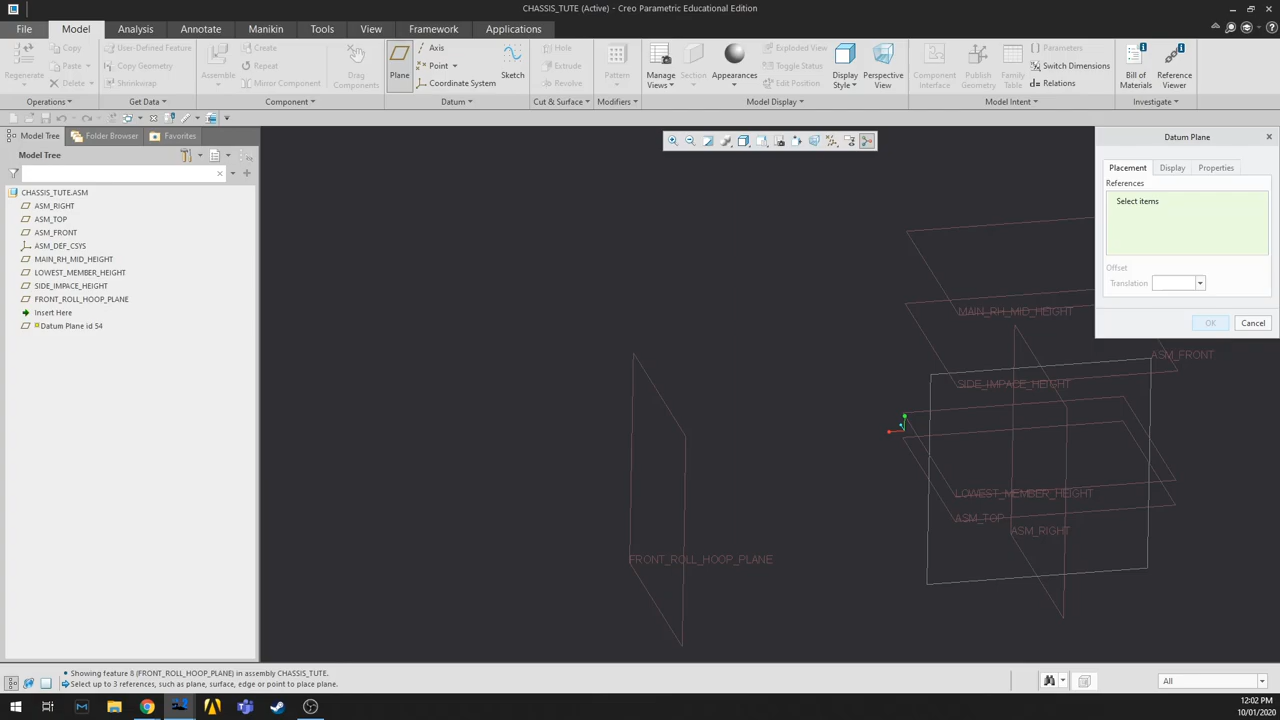 CHASSIS_TUTE (Active) - Creo Parametric Educational Edition
File Model Analysis Annotate Manikin Tools View Framework Applications
Regenerate Copy Paste Delete
Operations
User-Defined Feature Copy Geometry Shrinkwrap
Get Data
Assemble Create Repeat Mirror Component Drag Components
Component
Plane Axis Point Coordinate System Sketch
Datum
Hole Extrude Revolve
Cut & Surface
Pattern
Modifiers
Manage Views Section Appearances Exploded View Toggle Status Edit Position Display Style Perspective View
Model Display
Component Interface Publish Geometry Family Table Parameters Switch Dimensions Relations
Model Intent
Bill of Materials Reference Viewer
Investigate
Model Tree Folder Browser Favorites
Model Tree
CHASSIS_TUTE.ASM
ASM_RIGHT
ASM_TOP
ASM_FRONT
ASM_DEF_CSYS
MAIN_RH_MID_HEIGHT
LOWEST_MEMBER_HEIGHT
SIDE_IMPACE_HEIGHT
FRONT_ROLL_HOOP_PLANE
Insert Here
Datum Plane id 54
Datum Plane
Placement Display Properties
References
Select items
Offset
Translation
OK Cancel
MAIN_RH_MID_HEIGHT
ASM_FRONT
SIDE_IMPACE_HEIGHT
LOWEST_MEMBER_HEIGHT
ASM_TOP
ASM_RIGHT
FRONT_ROLL_HOOP_PLANE
Showing feature 8 (FRONT_ROLL_HOOP_PLANE) in assembly CHASSIS_TUTE.
Select up to 3 references, such as plane, surface, edge or point to place plane.
All
12:02 PM
10/01/2020